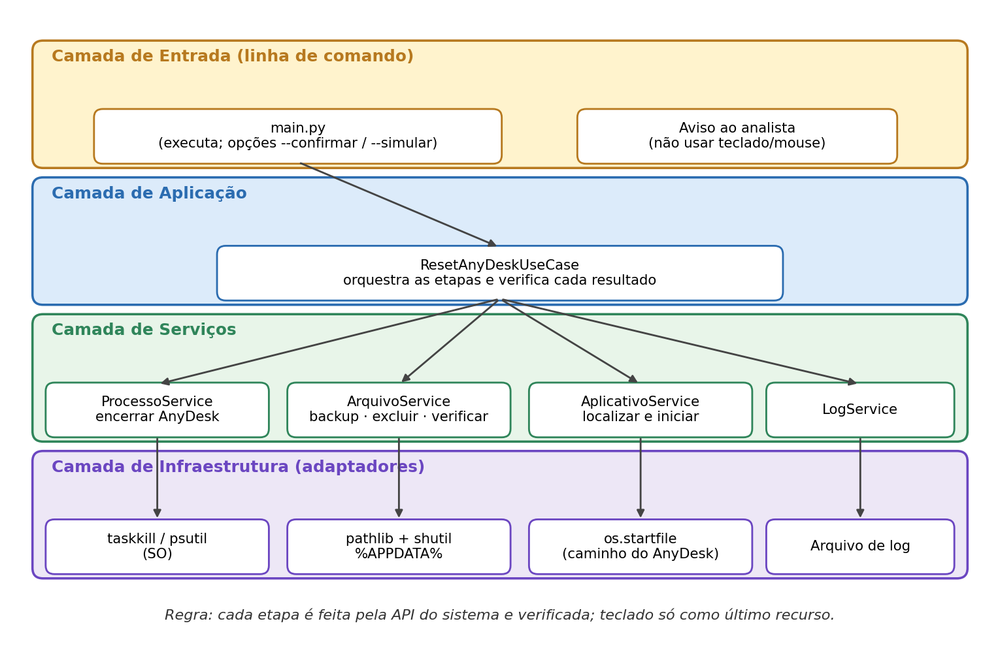 Camada de Entrada (linha de comando)
main.py
(executa; opções --confirmar / --simular)
Aviso ao analista
(não usar teclado/mouse)
Camada de Aplicação
ResetAnyDeskUseCase
orquestra as etapas e verifica cada resultado
Camada de Serviços
ProcessoService
encerrar AnyDesk
ArquivoService
backup · excluir · verificar
AplicativoService
localizar e iniciar
LogService
Camada de Infraestrutura (adaptadores)
taskkill / psutil
(SO)
pathlib + shutil
%APPDATA%
os.startfile
(caminho do AnyDesk)
Arquivo de log
Regra: cada etapa é feita pela API do sistema e verificada; teclado só como último recurso.